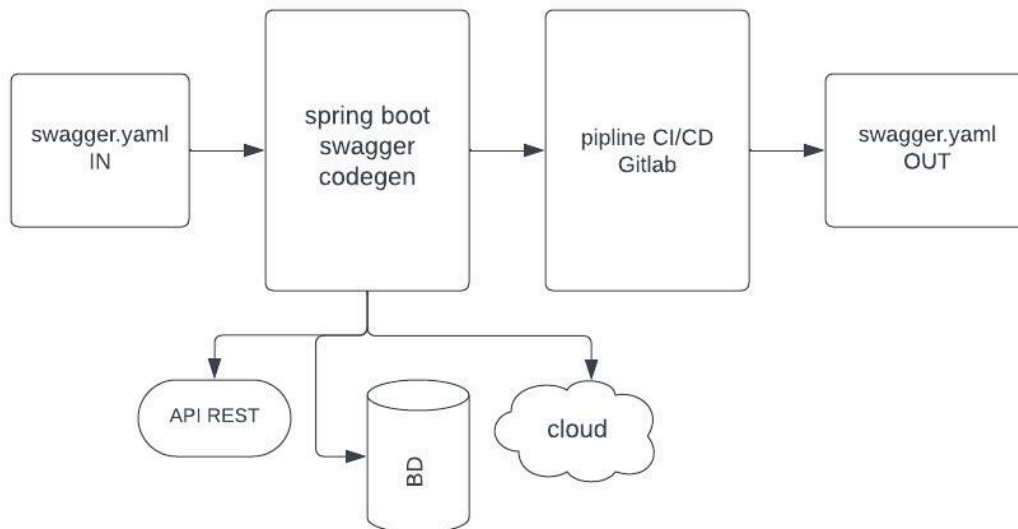 swagger.yaml
IN
spring boot
swagger
codegen
pipline CI/CD
Gitlab
swagger.yaml
OUT
API REST
BD
cloud